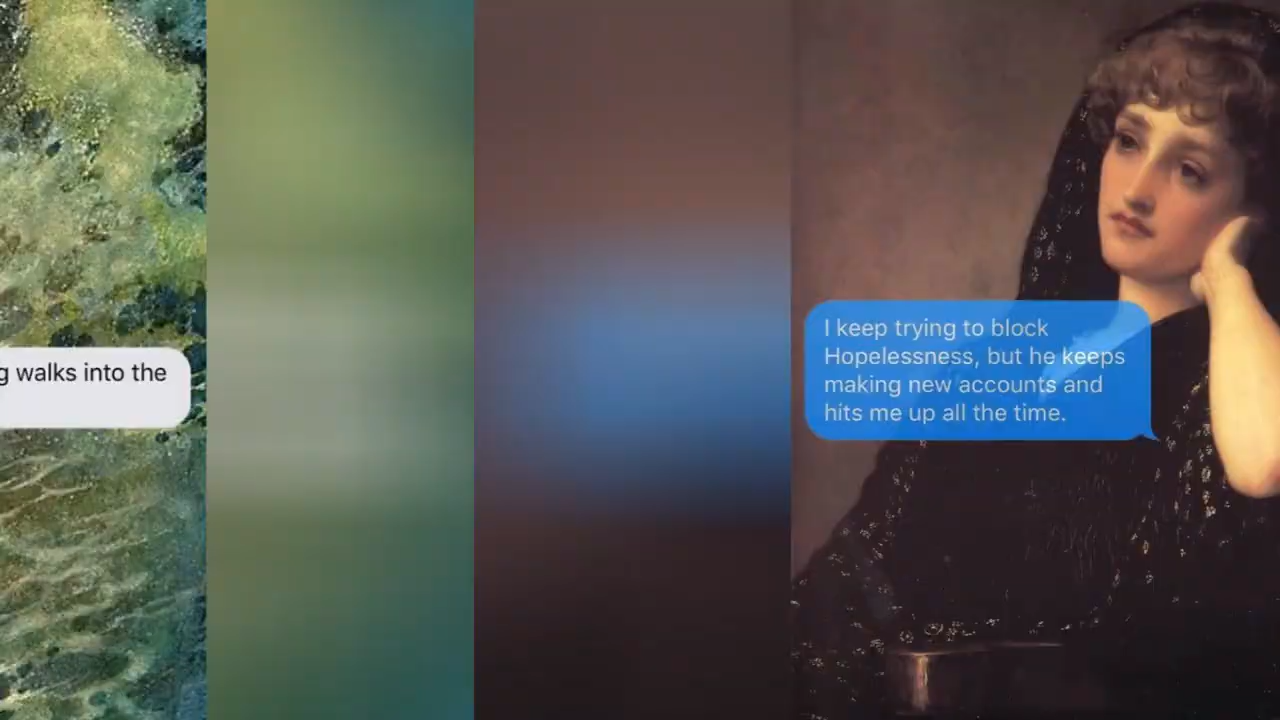 walks into the
I keep trying to block
Hopelessness, but he keeps
making new accounts and
hits me up all the time.